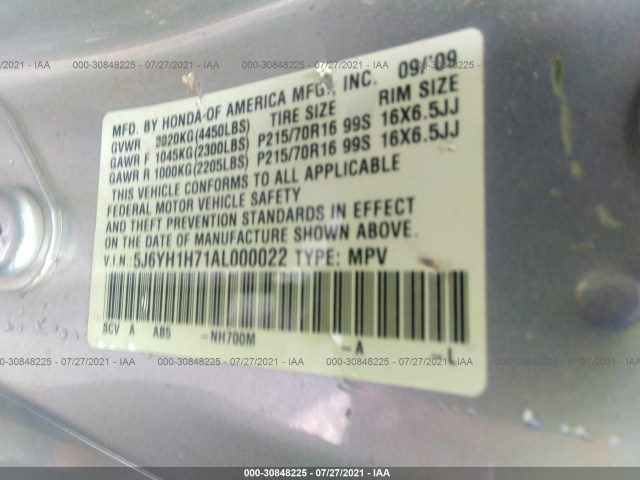 000-30848225 - 07/27/2021 - IAA
000-30848225 - 07/27/2021 - IAA
000-30848225 - 07/27/2021 - IAA
MFD. BY HONDA OF AMERICA MFG., INC. 09/'09
GVWR 2020KG(4450LBS) TIRE SIZE RIM SIZE
GAWR F 1045KG(2300LBS) P215/70R16 99S 16X6.5JJ
GAWR R 1000KG(2205LBS) P215/70R16 99S 16X6.5JJ
THIS VEHICLE CONFORMS TO ALL APPLICABLE
FEDERAL MOTOR VEHICLE SAFETY
AND THEFT PREVENTION STANDARDS IN EFFECT
ON THE DATE OF MANUFACTURE SHOWN ABOVE.
V.I.N: 5J6YH1H71AL000022 TYPE: MPV
SCV A ABS -NH700M -A L
000-30848225 - 07/27/2021 - IAA
000-30848225 - 07/27/2021 - IAA
000-30848225 - 07/27/2021 - IAA
000-30848225 - 07/27/2021 - IAA